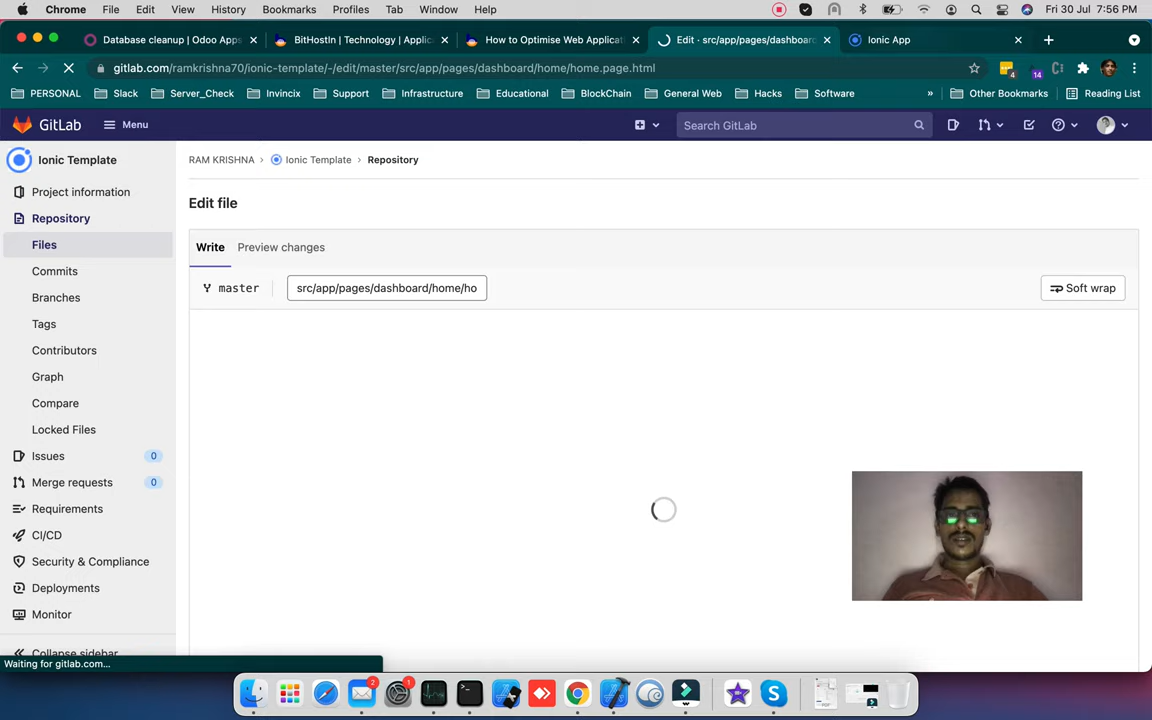 Chrome File Edit View History Bookmarks Profiles Tab Window Help Fri 30 Jul 7:56 PM
Database cleanup | Odoo Apps
BitHostIn | Technology | Applic
How to Optimise Web Applicat
Edit · src/app/pages/dashboard
Ionic App
gitlab.com/ramkrishna70/ionic-template/-/edit/master/src/app/pages/dashboard/home/home.page.html
4
14
PERSONAL Slack Server_Check Invincix Support Infrastructure Educational BlockChain General Web Hacks Software » Other Bookmarks Reading List
GitLab Menu Search GitLab
Ionic Template
Project information
Repository
Files
Commits
Branches
Tags
Contributors
Graph
Compare
Locked Files
Issues 0
Merge requests 0
Requirements
CI/CD
Security & Compliance
Deployments
Monitor
Collapse sidebar
Waiting for gitlab.com...
RAM KRISHNA › Ionic Template › Repository
Edit file
Write Preview changes
master src/app/pages/dashboard/home/ho Soft wrap
2
1